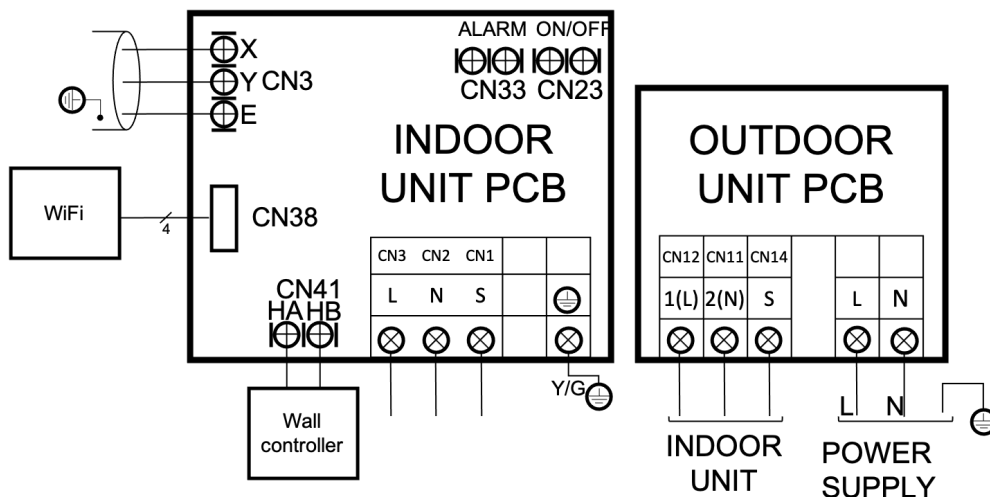 ALARM ON/OFF
CN33 CN23
X
Y CN3
E
INDOOR
UNIT PCB
WiFi
4
CN38
CN41
HA HB
CN3 CN2 CN1
L N S
Y/G
Wall
controller
OUTDOOR
UNIT PCB
CN12 CN11 CN14
1(L) 2(N) S L N
L N
INDOOR
UNIT
POWER
SUPPLY